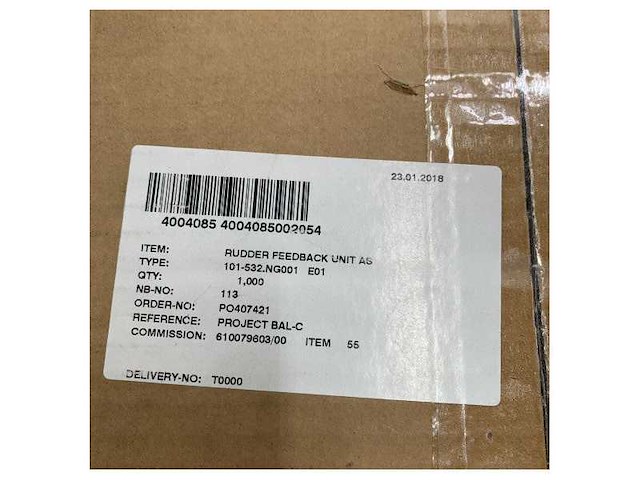 23.01.2018
4004085 4004085002054
ITEM: RUDDER FEEDBACK UNIT AS
TYPE: 101-532.NG001 E01
QTY: 1,000
NB-NO: 113
ORDER-NO: PO407421
REFERENCE: PROJECT BAL-C
COMMISSION: 610079603/00 ITEM 55
DELIVERY-NO: T0000